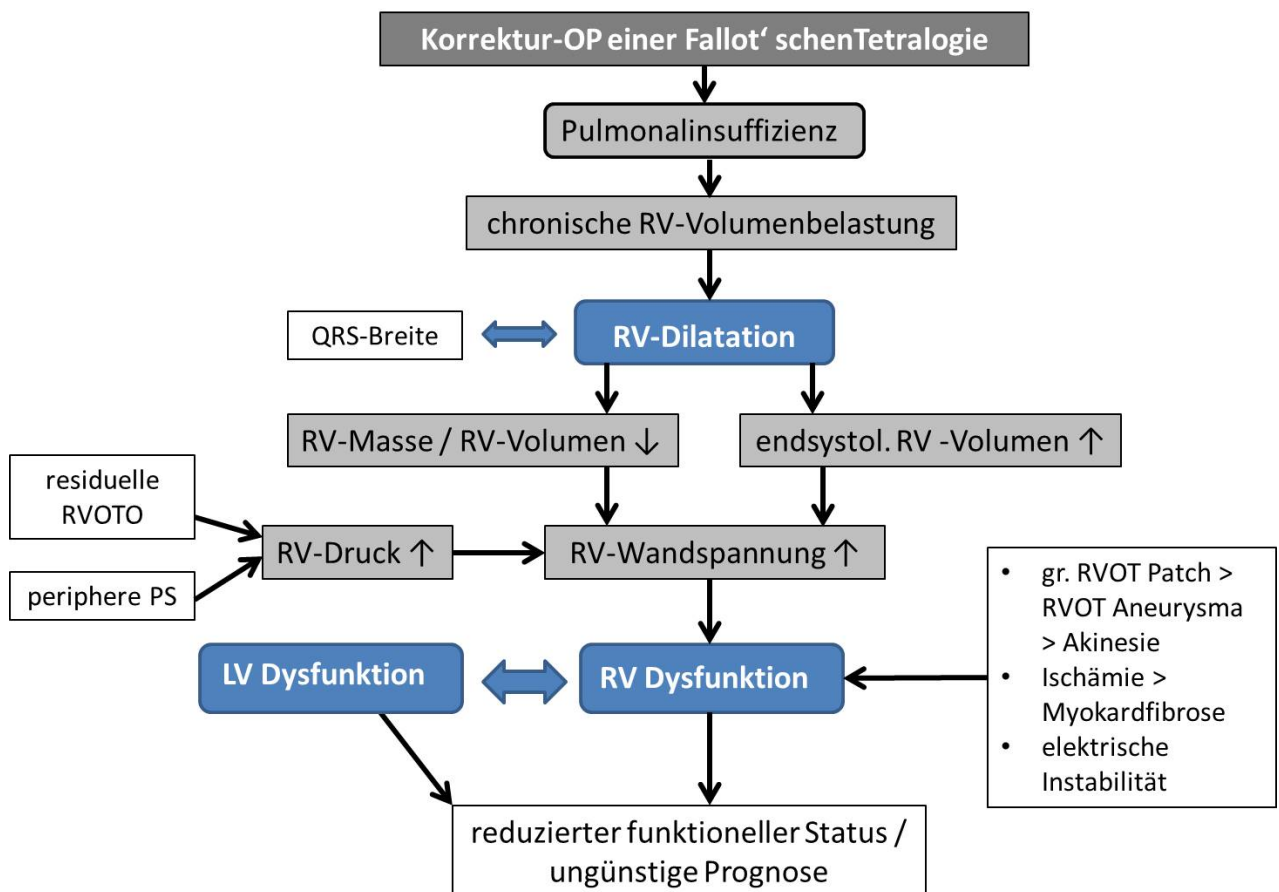 Korrektur-OP einer Fallot‘ schenTetralogie
Pulmonalinsuffizienz
chronische RV-Volumenbelastung
QRS-Breite
RV-Dilatation
RV-Masse / RV-Volumen ↓
endsystol. RV -Volumen ↑
residuelle
RVOTO
RV-Druck ↑
RV-Wandspannung ↑
periphere PS
• gr. RVOT Patch >
RVOT Aneurysma
> Akinesie
• Ischämie >
Myokardfibrose
• elektrische
Instabilität
LV Dysfunktion
RV Dysfunktion
reduzierter funktioneller Status /
ungünstige Prognose